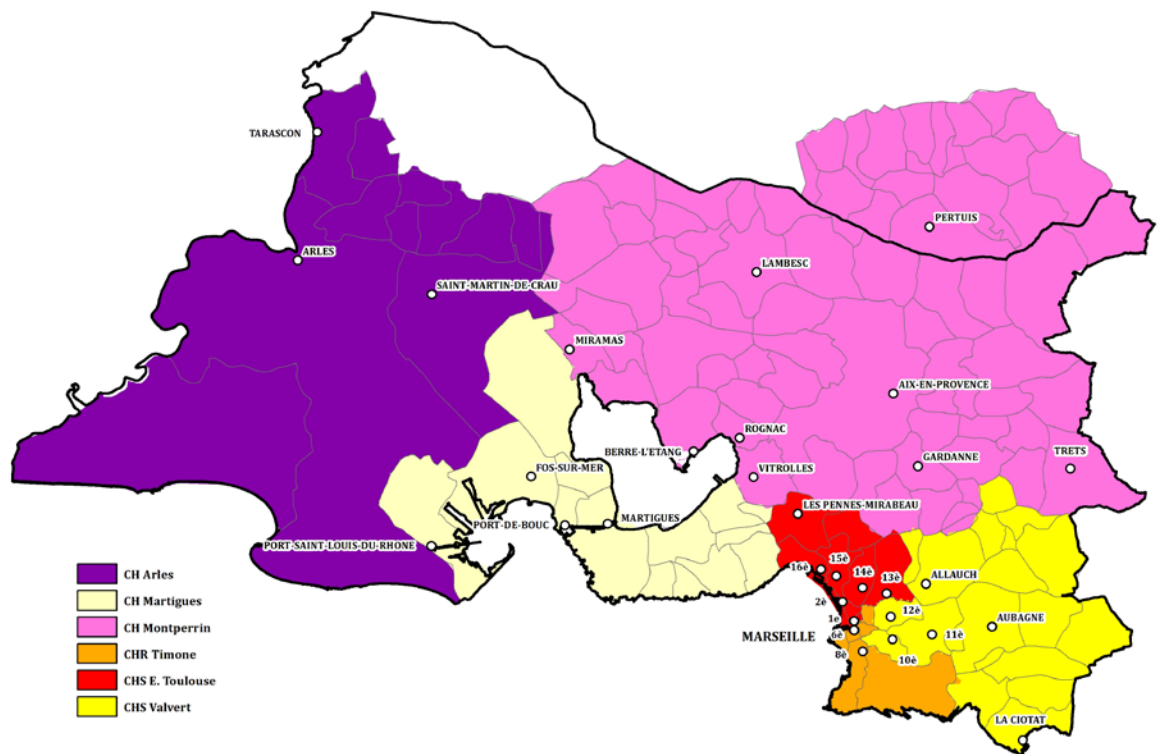 TARASCON
PERTUIS
ARLES
LAMBESC
SAINT-MARTIN-DE-CRAU
MIRAMAS
AIX-EN-PROVENCE
ROGNAC
BERRE-L'ETANG
TRETS
GARDANNE
FOS-SUR-MER
VITROLLES
LES PENNES-MIRABEAU
PORT-DE-BOUC
MARTIGUES
PORT-SAINT-LOUIS-DU-RHONE
15è
16è
14è
13è
ALLAUCH
2è
12è
1e
AUBAGNE
MARSEILLE
6è
11è
8è
10è
LA CIOTAT
CH Arles
CH Martigues
CH Montperrin
CHR Timone
CHS E. Toulouse
CHS Valvert